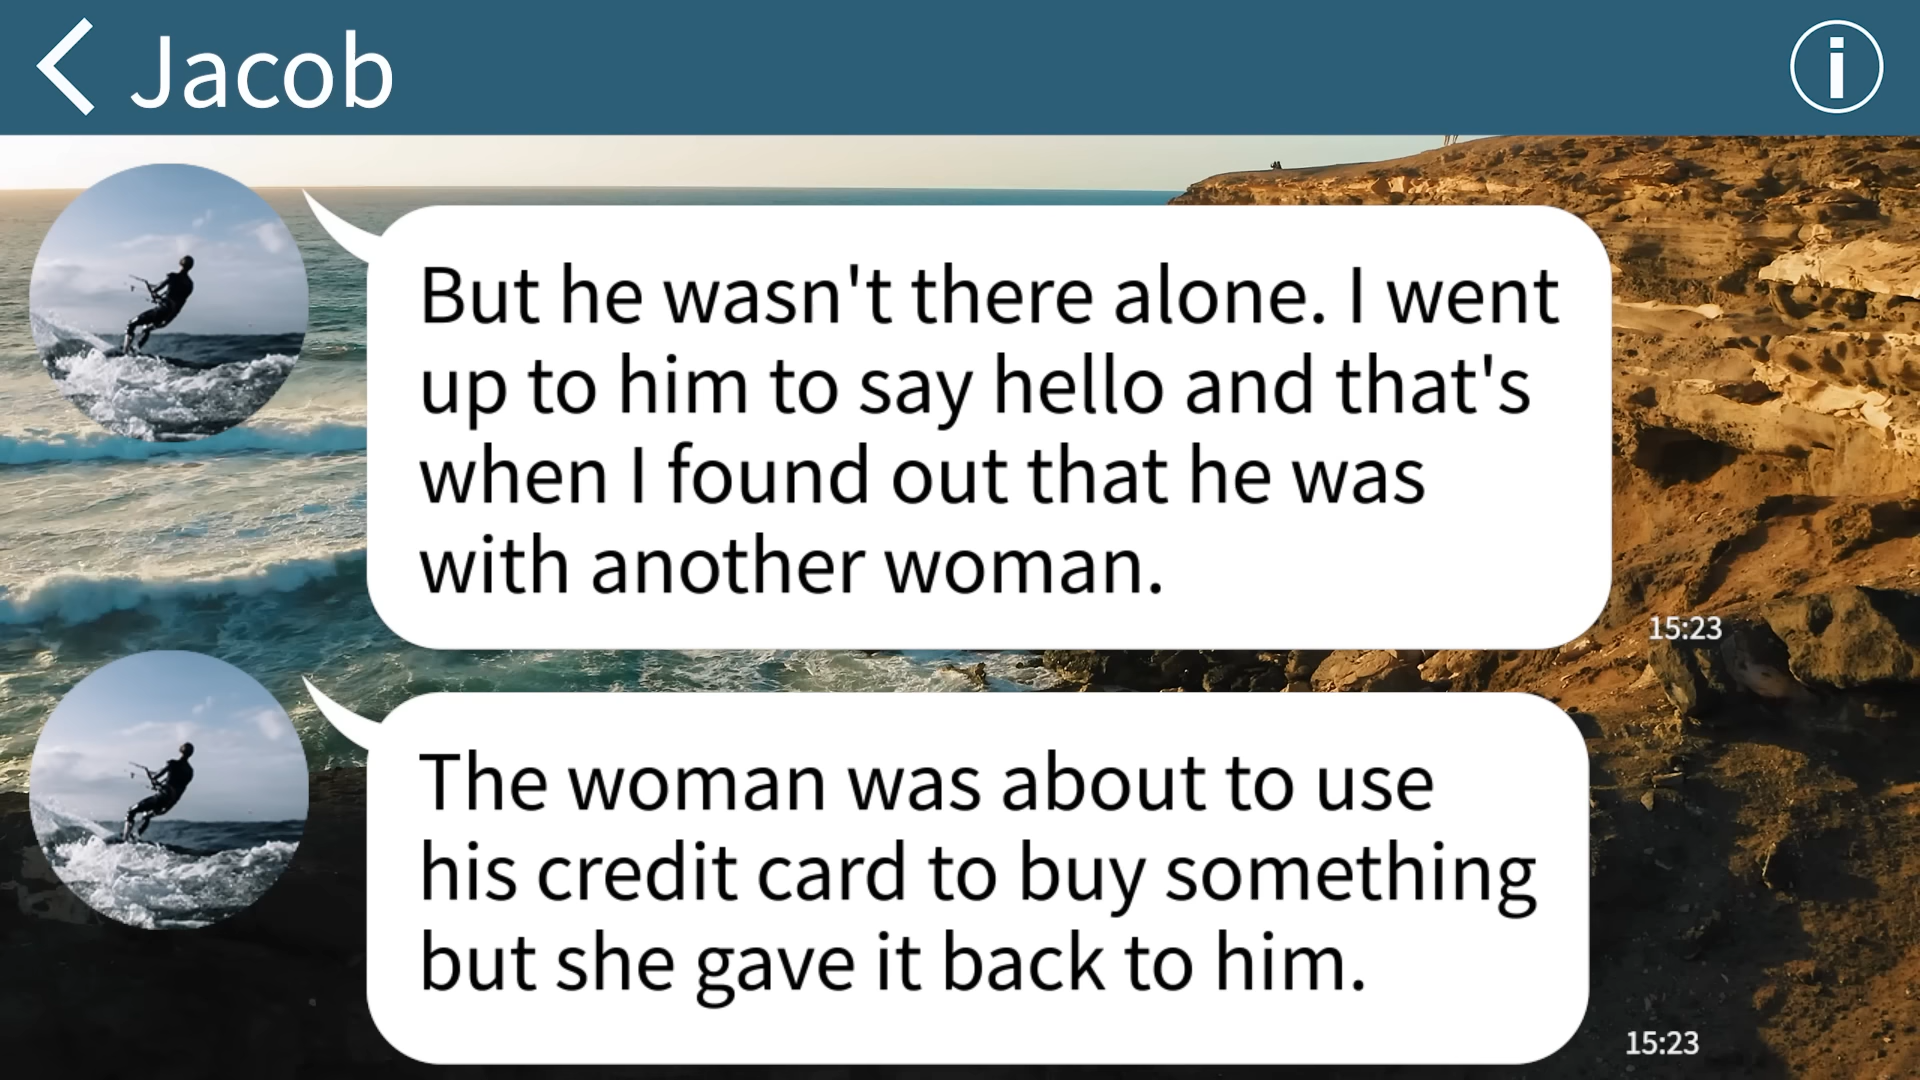 Jacob
But he wasn't there alone. I went
up to him to say hello and that's
when I found out that he was
with another woman.
15:23
The woman was about to use
his credit card to buy something
but she gave it back to him.
15:23